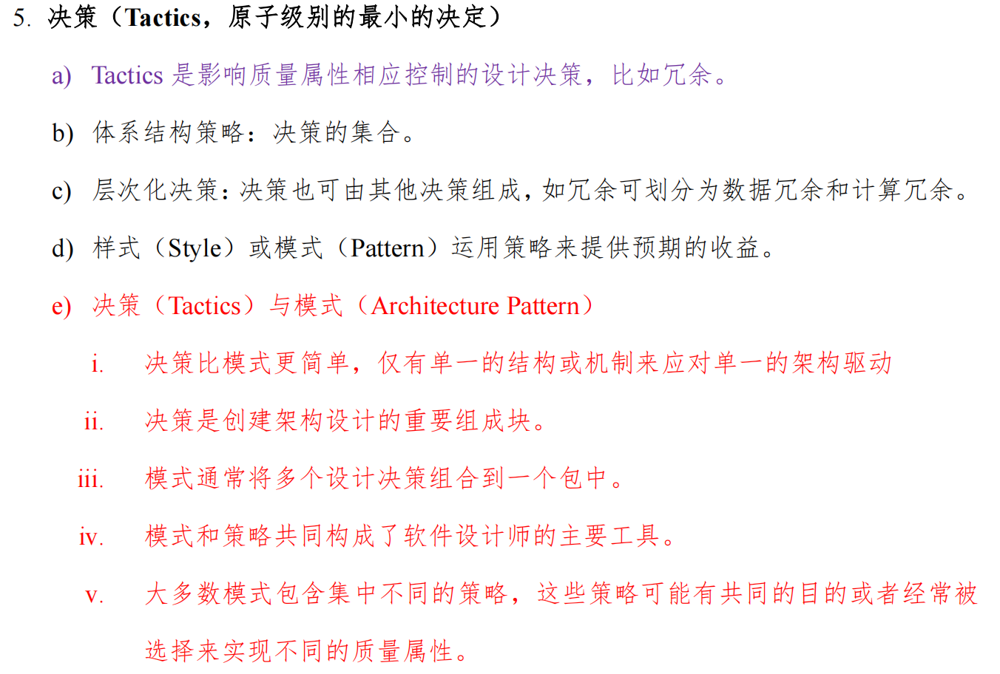 5. 决策（Tactics，原子级别的最小的决定）
a) Tactics 是影响质量属性相应控制的设计决策，比如冗余。
b) 体系结构策略：决策的集合。
c) 层次化决策：决策也可由其他决策组成，如冗余可划分为数据冗余和计算冗余。
d) 样式（Style）或模式（Pattern）运用策略来提供预期的收益。
e) 决策（Tactics）与模式（Architecture Pattern）
i. 决策比模式更简单，仅有单一的结构或机制来应对单一的架构驱动
ii. 决策是创建架构设计的重要组成块。
iii. 模式通常将多个设计决策组合到一个包中。
iv. 模式和策略共同构成了软件设计师的主要工具。
v. 大多数模式包含集中不同的策略，这些策略可能有共同的目的或者经常被
选择来实现不同的质量属性。